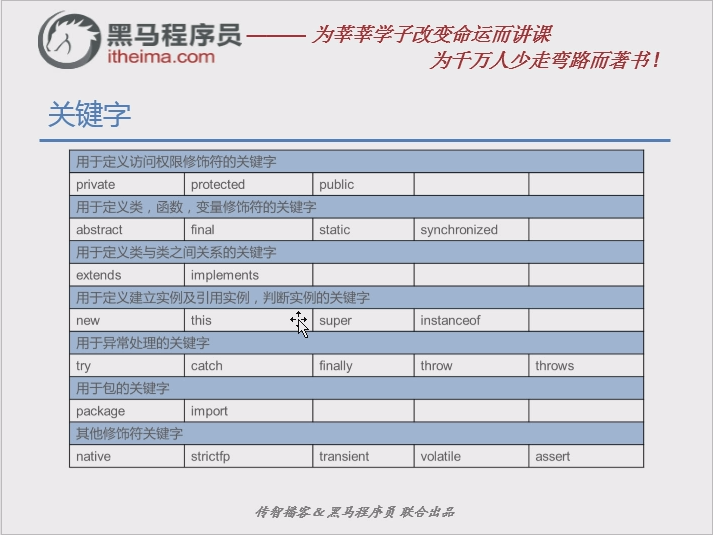 黑马程序员
itheima.com
——为莘莘学子改变命运而讲课
为千万人少走弯路而著书！
关键字
用于定义访问权限修饰符的关键字
private protected public
用于定义类，函数，变量修饰符的关键字
abstract final static synchronized
用于定义类与类之间关系的关键字
extends implements
用于定义建立实例及引用实例，判断实例的关键字
new this super instanceof
用于异常处理的关键字
try catch finally throw throws
用于包的关键字
package import
其他修饰符关键字
native strictfp transient volatile assert
传智播客&黑马程序员 联合出品